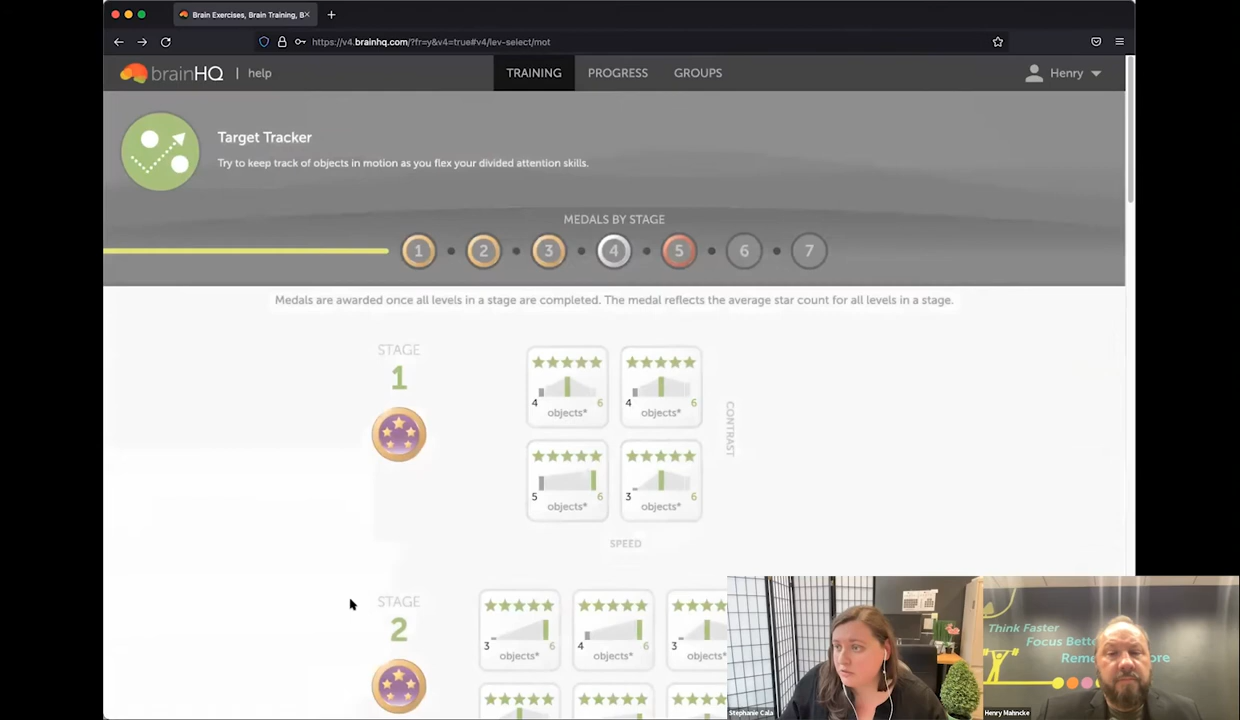 Brain Exercises, Brain Training, B
https://v4.brainhq.com/?fr=y&v4=true#v4/lev-select/mot
brainHQ | help
TRAINING
PROGRESS
GROUPS
Henry
Target Tracker
Try to keep track of objects in motion as you flex your divided attention skills.
MEDALS BY STAGE
1 2 3 4 5 6 7
Medals are awarded once all levels in a stage are completed. The medal reflects the average star count for all levels in a stage.
STAGE
1
4 6
objects*
4 6
objects*
CONTRAST
5 6
objects*
3 6
objects*
SPEED
STAGE
2
3 6
objects*
4 6
objects*
3
objects*
Think Faster
Focus Bette
Reme ore
Stephanie Cala
Henry Mahncke